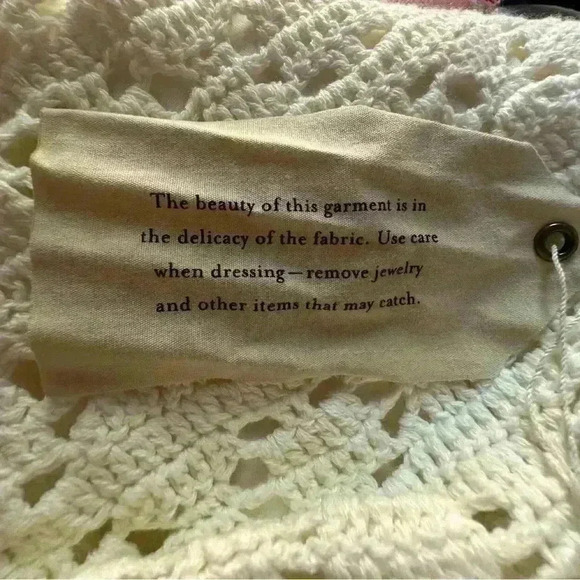 The beauty of this garment is in
the delicacy of the fabric. Use care
when dressing—remove jewelry
and other items that may catch.